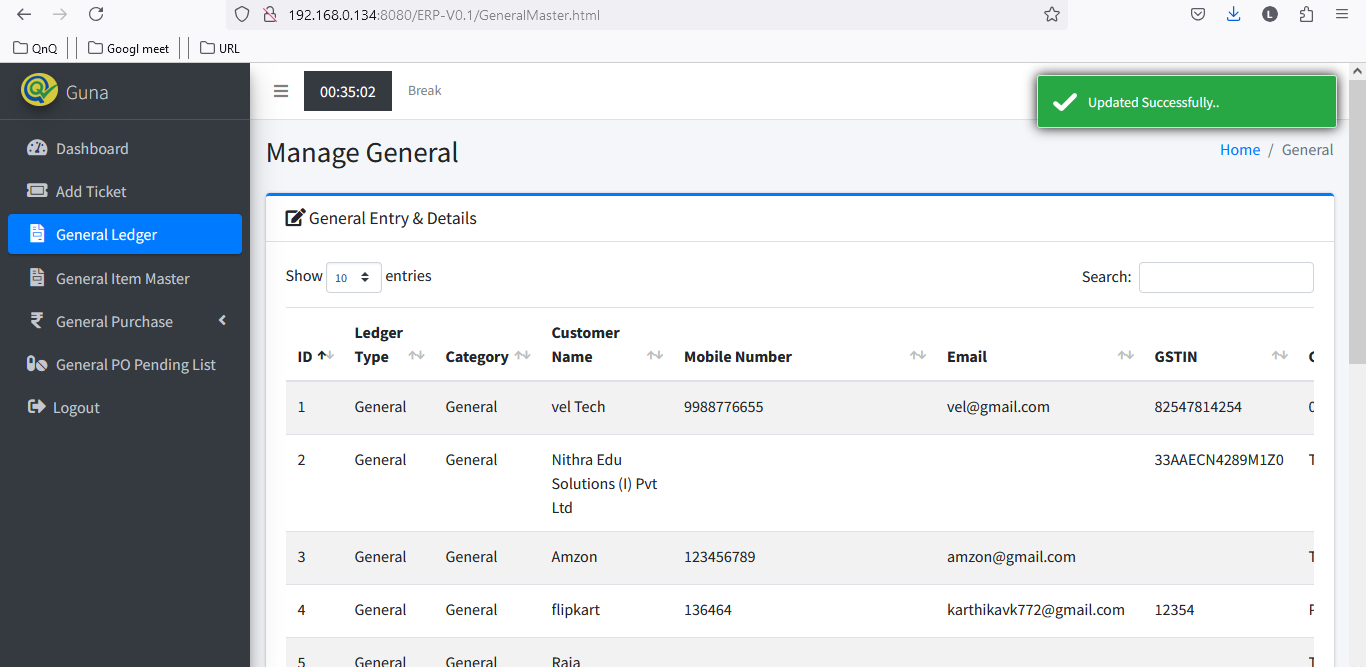 192.168.0.134:8080/ERP-V0.1/GeneralMaster.html
L
QnQ
Googl meet
URL
Guna
00:35:02
Break
Updated Successfully..
Dashboard
Add Ticket
General Ledger
General Item Master
General Purchase
General PO Pending List
Logout
Manage General
Home / General
General Entry & Details
Show 10 entries
Search:
ID Ledger Type Category Customer Name Mobile Number Email GSTIN
1 General General vel Tech 9988776655 vel@gmail.com 82547814254
2 General General Nithra Edu 33AAECN4289M1Z0
Solutions (I) Pvt
Ltd
3 General General Amzon 123456789 amzon@gmail.com
4 General General flipkart 136464 karthikavk772@gmail.com 12354
5 General General Raja